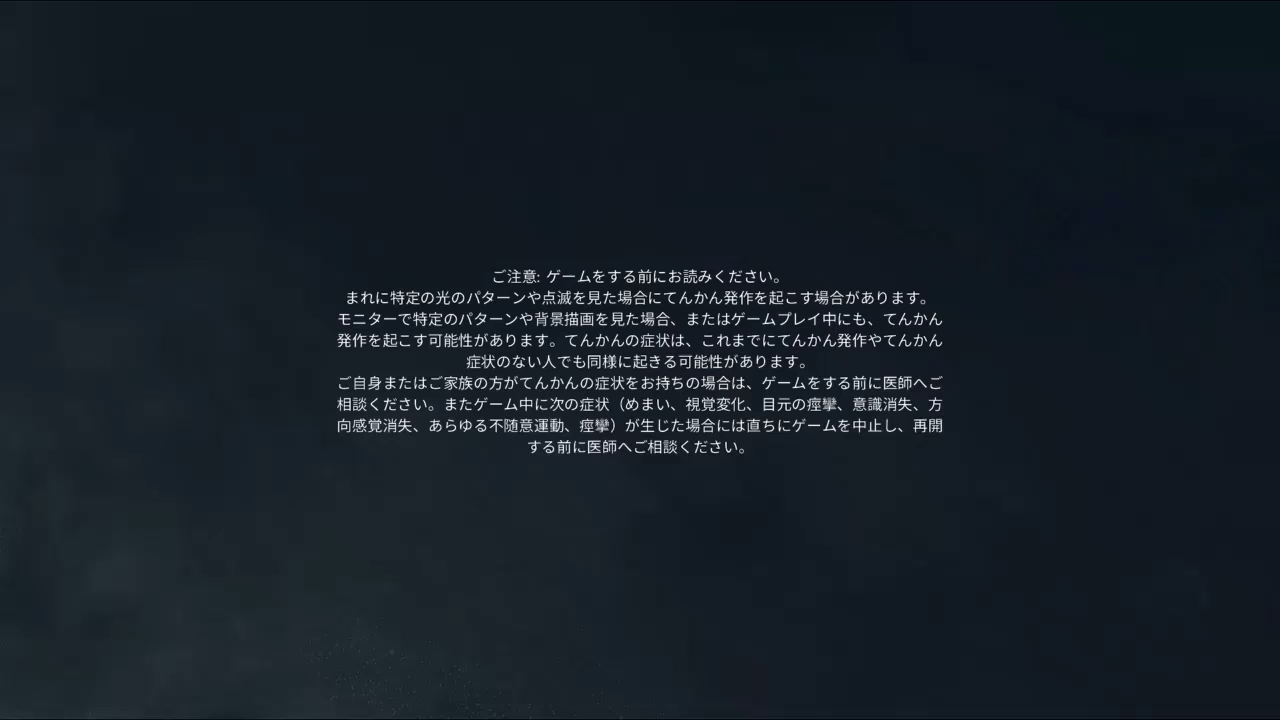 ご注意: ゲームをする前にお読みください。
まれに特定の光のパターンや点滅を見た場合にてんかん発作を起こす場合があります。
モニターで特定のパターンや背景描画を見た場合、またはゲームプレイ中にも、てんかん
発作を起こす可能性があります。てんかんの症状は、これまでにてんかん発作やてんかん
症状のない人でも同様に起きる可能性があります。
ご自身またはご家族の方がてんかんの症状をお持ちの場合は、ゲームをする前に医師へご
相談ください。またゲーム中に次の症状（めまい、視覚変化、目元の痙攣、意識消失、方
向感覚消失、あらゆる不随意運動、痙攣）が生じた場合には直ちにゲームを中止し、再開
する前に医師へご相談ください。